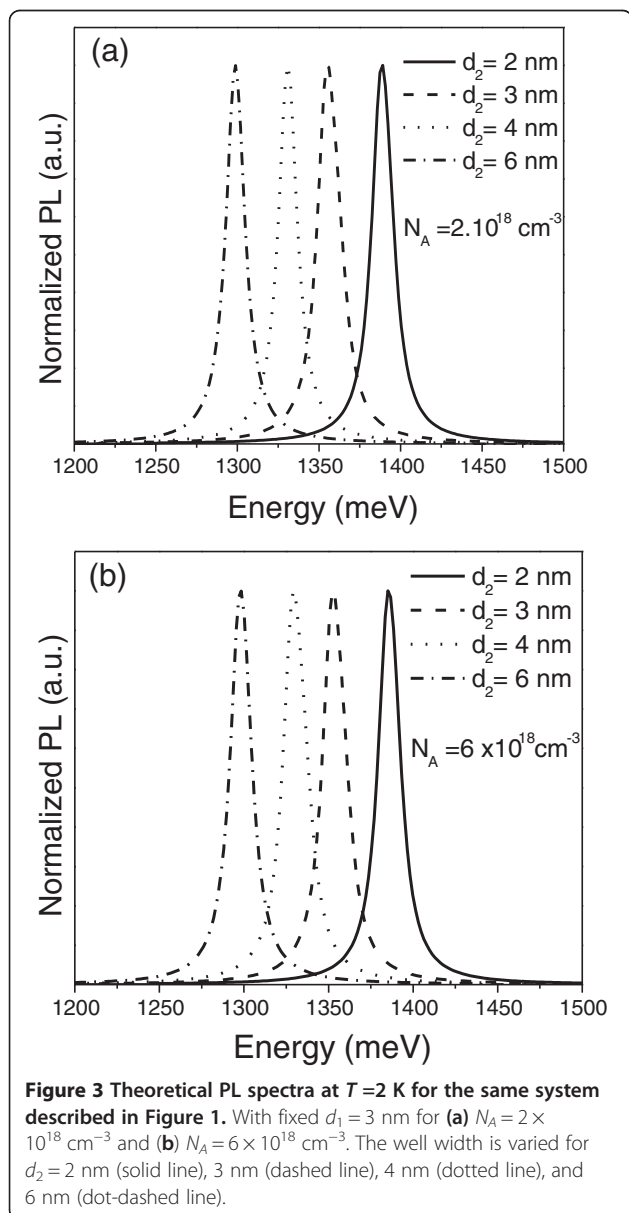 (a)
d₂= 2 nm
d₂= 3 nm
d₂= 4 nm
d₂= 6 nm
N_A =2.10¹⁸ cm⁻³
Normalized PL (a.u.)
1200 1250 1300 1350 1400 1450 1500
Energy (meV)
(b)
d₂= 2 nm
d₂= 3 nm
d₂= 4 nm
d₂= 6 nm
N_A =6 x10¹⁸cm⁻³
Normalized PL (a.u.)
1200 1250 1300 1350 1400 1450 1500
Energy (meV)
Figure 3 Theoretical PL spectra at T =2 K for the same system
described in Figure 1. With fixed d₁ = 3 nm for (a) N_A = 2 ×
10¹⁸ cm⁻³ and (b) N_A = 6 × 10¹⁸ cm⁻³. The well width is varied for
d₂ = 2 nm (solid line), 3 nm (dashed line), 4 nm (dotted line), and
6 nm (dot-dashed line).